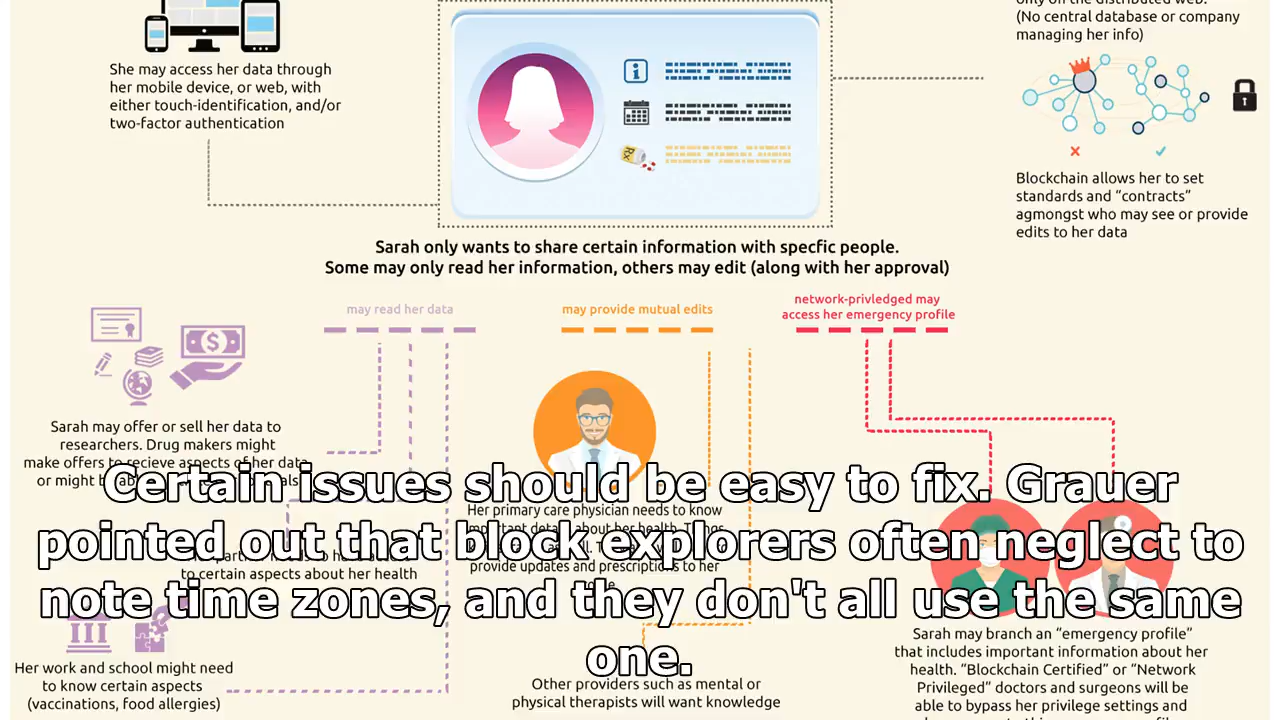 only on the distributed web.
(No central database or company
managing her info)
She may access her data through
her mobile device, or web, with
either touch-identification, and/or
two-factor authentication
Rx
Blockchain allows her to set
standards and “contracts”
agmongst who may see or provide
edits to her data
Sarah only wants to share certain information with specfic people.
Some may only read her information, others may edit (along with her approval)
may read her data
may provide mutual edits
network-privledged may
access her emergency profile
Sarah may offer or sell her data to
researchers. Drug makers might
make offers to recieve aspects of her data
or might be
Her primary care physician needs to know
about her health.
provide updates and prescriptions to her
to certain aspects about her health
Certain issues should be easy to fix. Grauer
pointed out that block explorers often neglect to
note time zones, and they don't all use the same
one.
Her work and school might need
to know certain aspects
(vaccinations, food allergies)
Other providers such as mental or
physical therapists will want knowledge
Sarah may branch an “emergency profile”
that includes important information about her
health. “Blockchain Certified” or “Network
Privileged” doctors and surgeons will be
able to bypass her privilege settings and